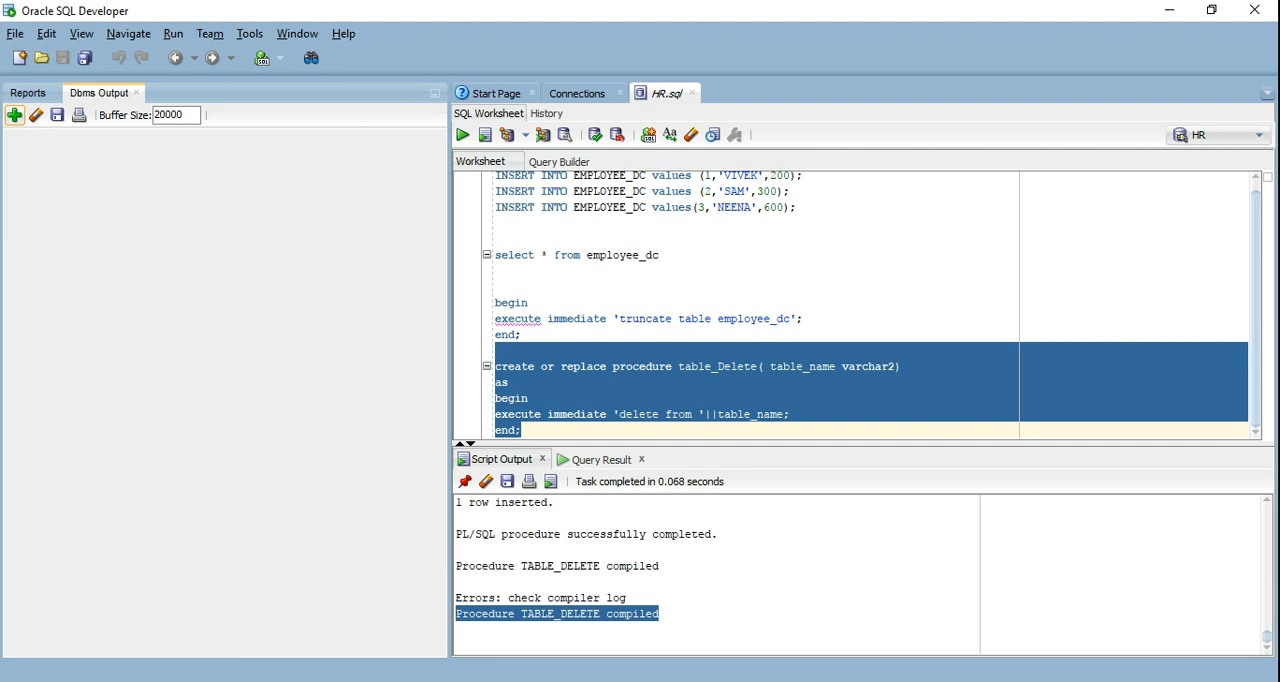 Oracle SQL Developer
File Edit View Navigate Run Team Tools Window Help
Reports Dbms Output
Buffer Size: 20000
Start Page Connections HR.sql
SQL Worksheet History
HR
Worksheet Query Builder
INSERT INTO EMPLOYEE_DC values (1,'VIVEK',200);
INSERT INTO EMPLOYEE_DC values (2,'SAM',300);
INSERT INTO EMPLOYEE_DC values(3,'NEENA',600);
select * from employee_dc
begin
execute immediate 'truncate table employee_dc';
end;
create or replace procedure table_Delete( table_name varchar2)
as
begin
execute immediate 'delete from '||table_name;
end;
Script Output Query Result
Task completed in 0.068 seconds
1 row inserted.
PL/SQL procedure successfully completed.
Procedure TABLE_DELETE compiled
Errors: check compiler log
Procedure TABLE_DELETE compiled